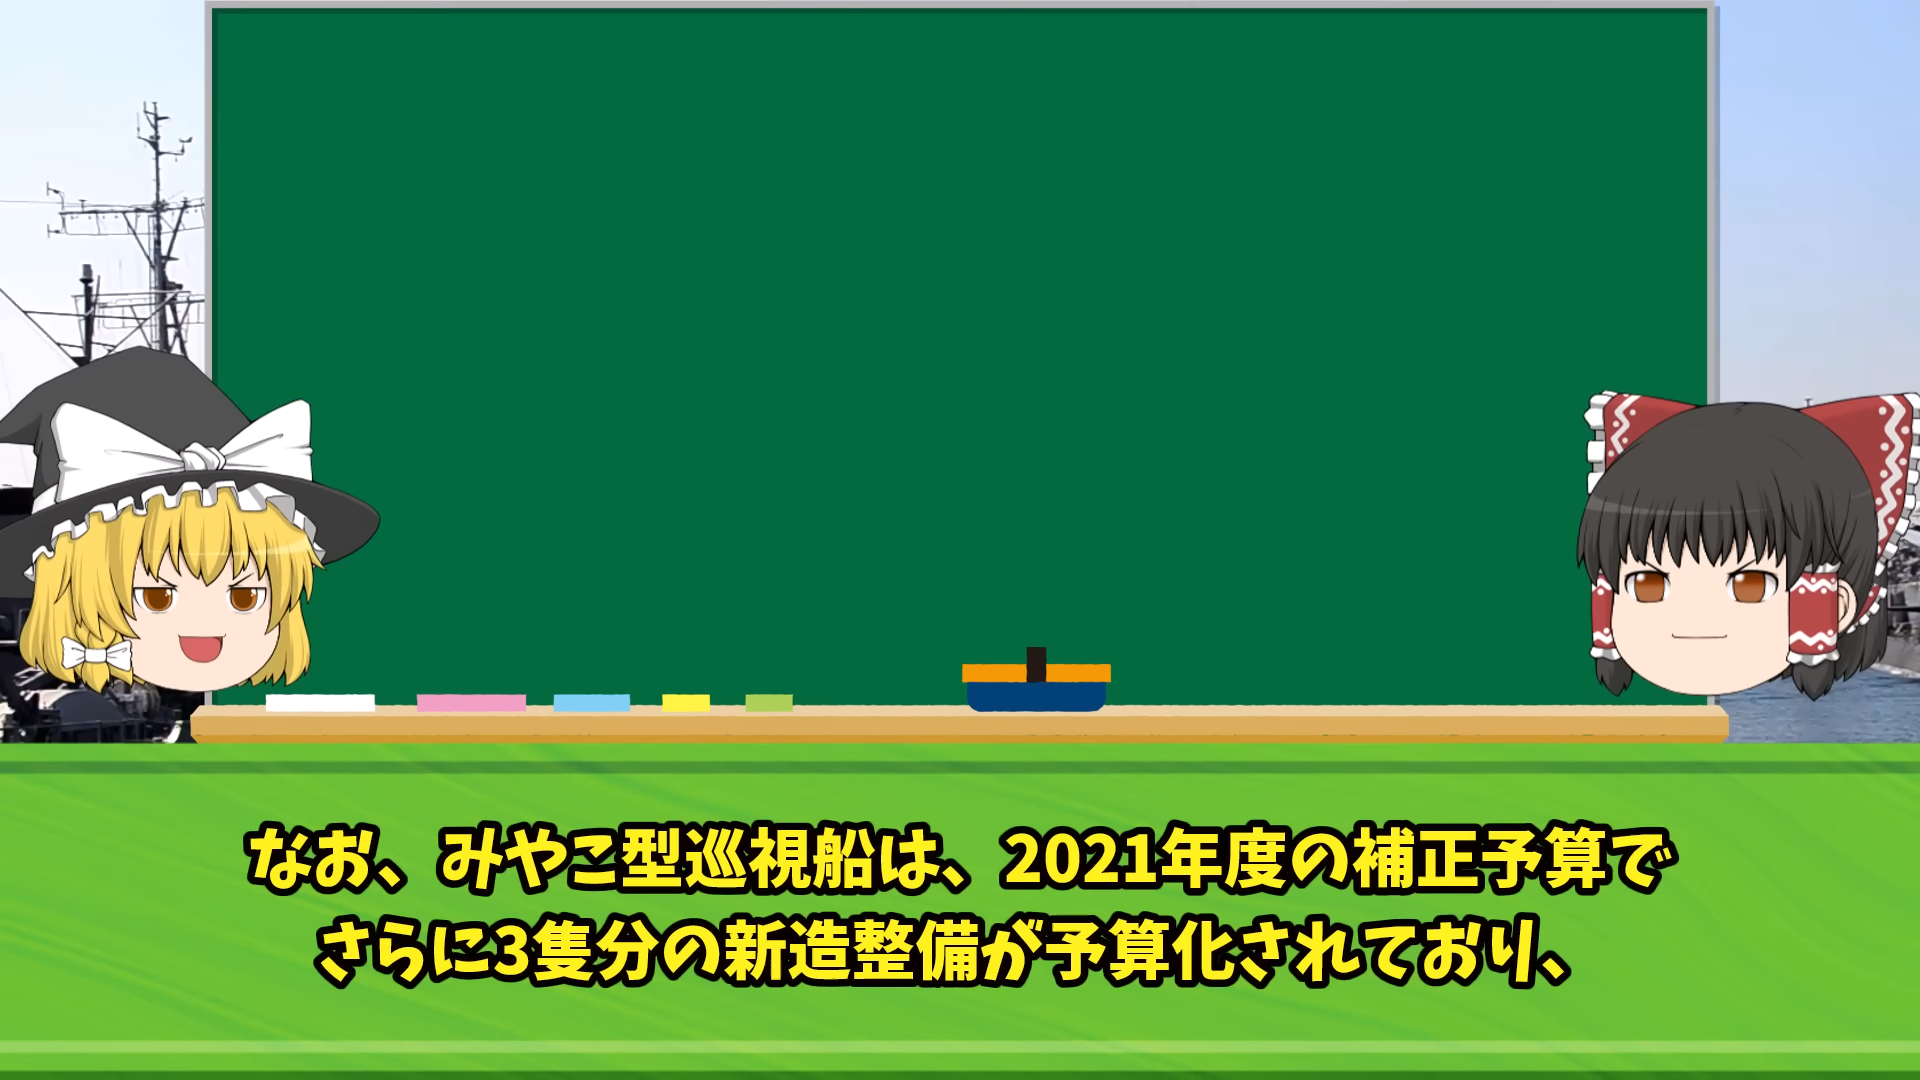 なお、みやこ型巡視船は、2021年度の補正予算で
さらに3隻分の新造整備が予算化されており、